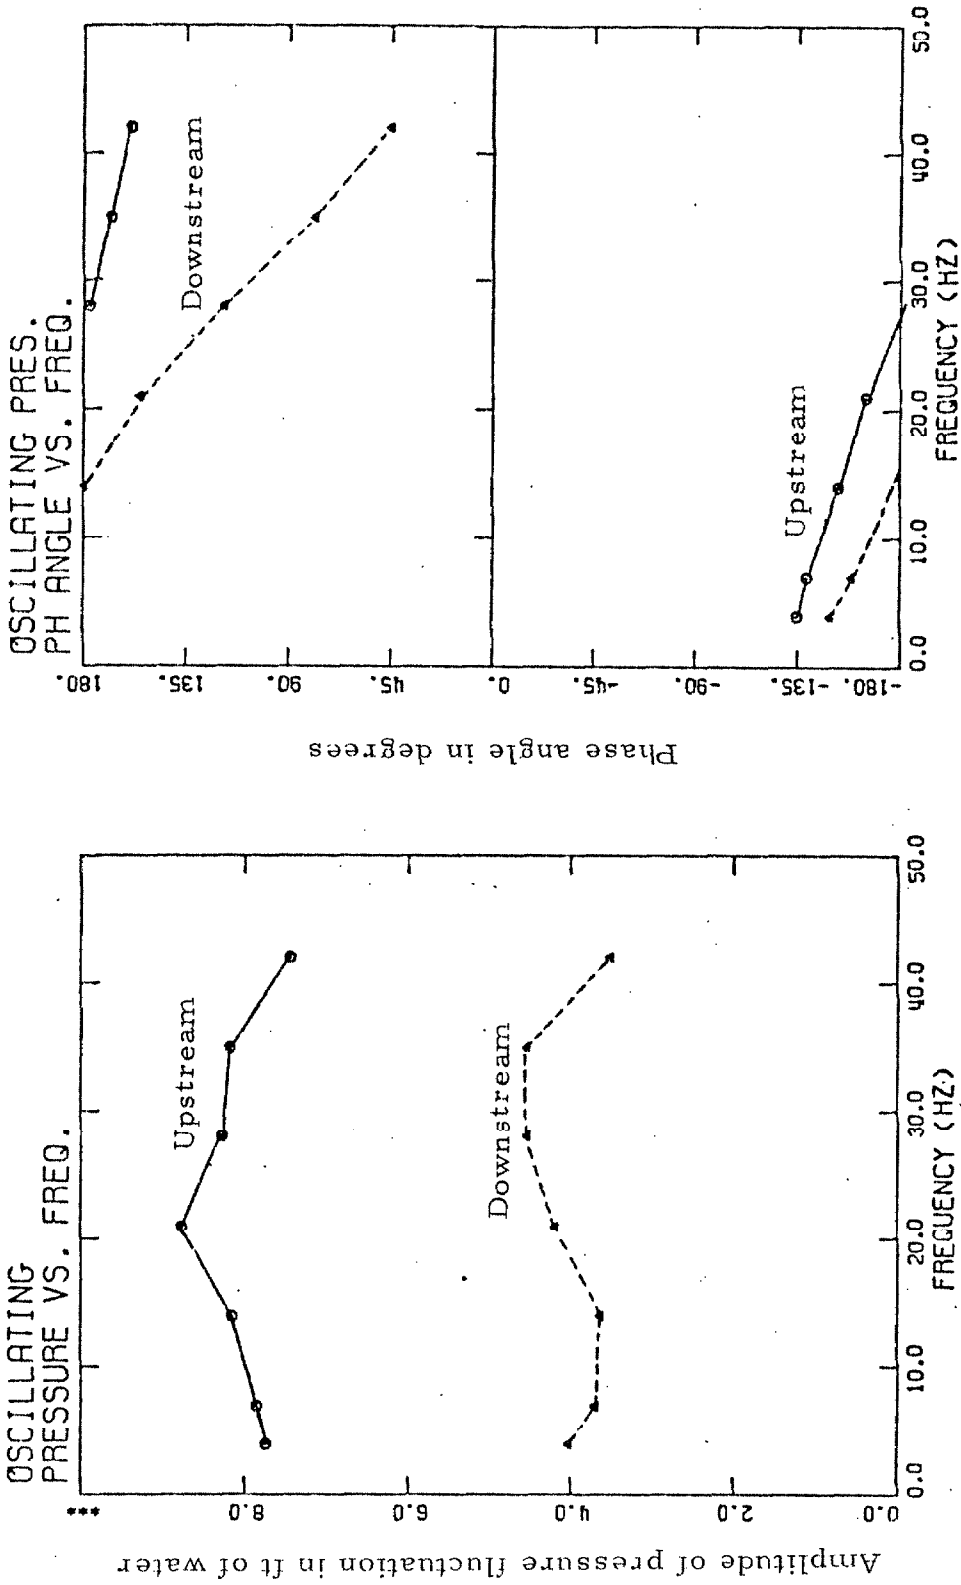 OSCILLATING
PRESSURE VS. FREQ.
Amplitude of pressure fluctuation in ft of water
***
8.0
6.0
4.0
2.0
0.0
Upstream
Downstream
0.0 10.0 20.0 30.0 40.0 50.0
FREQUENCY (HZ)
OSCILLATING PRES.
PH ANGLE VS. FREQ.
Phase angle in degrees
180.
135.
90.
45.
0.
-45.
-90.
-135.
-180.
Downstream
Upstream
0.0 10.0 20.0 30.0 40.0 50.0
FREQUENCY (HZ)